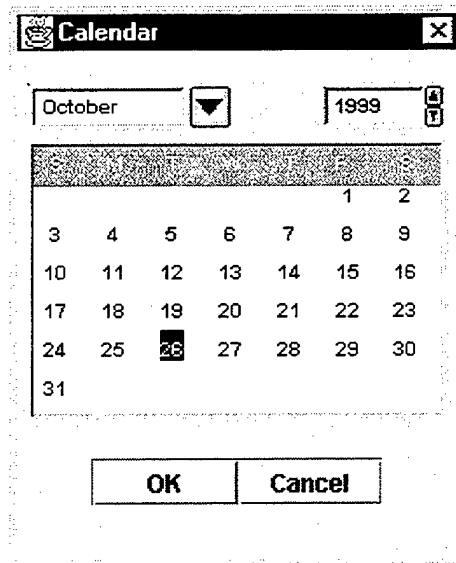 Calendar
October 1999
S M T W T F S
1 2
3 4 5 6 7 8 9
10 11 12 13 14 15 16
17 18 19 20 21 22 23
24 25 26 27 28 29 30
31
OK Cancel